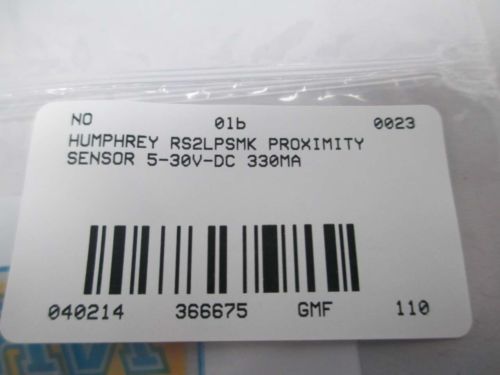 NO 01b 0023
HUMPHREY RS2LPSMK PROXIMITY
SENSOR 5-30V-DC 330MA
040214 366675 GMF 110